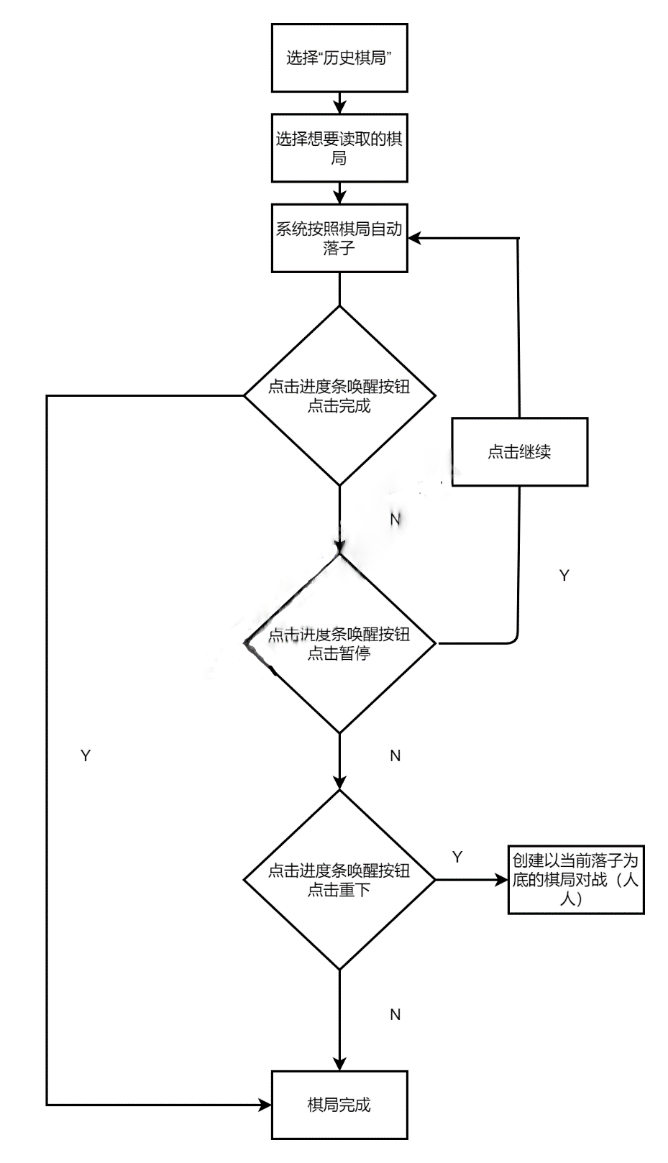 选择“历史棋局”
选择想要读取的棋
局
系统按照棋局自动
落子
点击进度条唤醒按钮
点击完成
点击继续
N
Y
点击进度条唤醒按钮
点击暂停
Y
N
点击进度条唤醒按钮
点击重下
Y
创建以当前落子为
底的棋局对战（人
人）
N
棋局完成